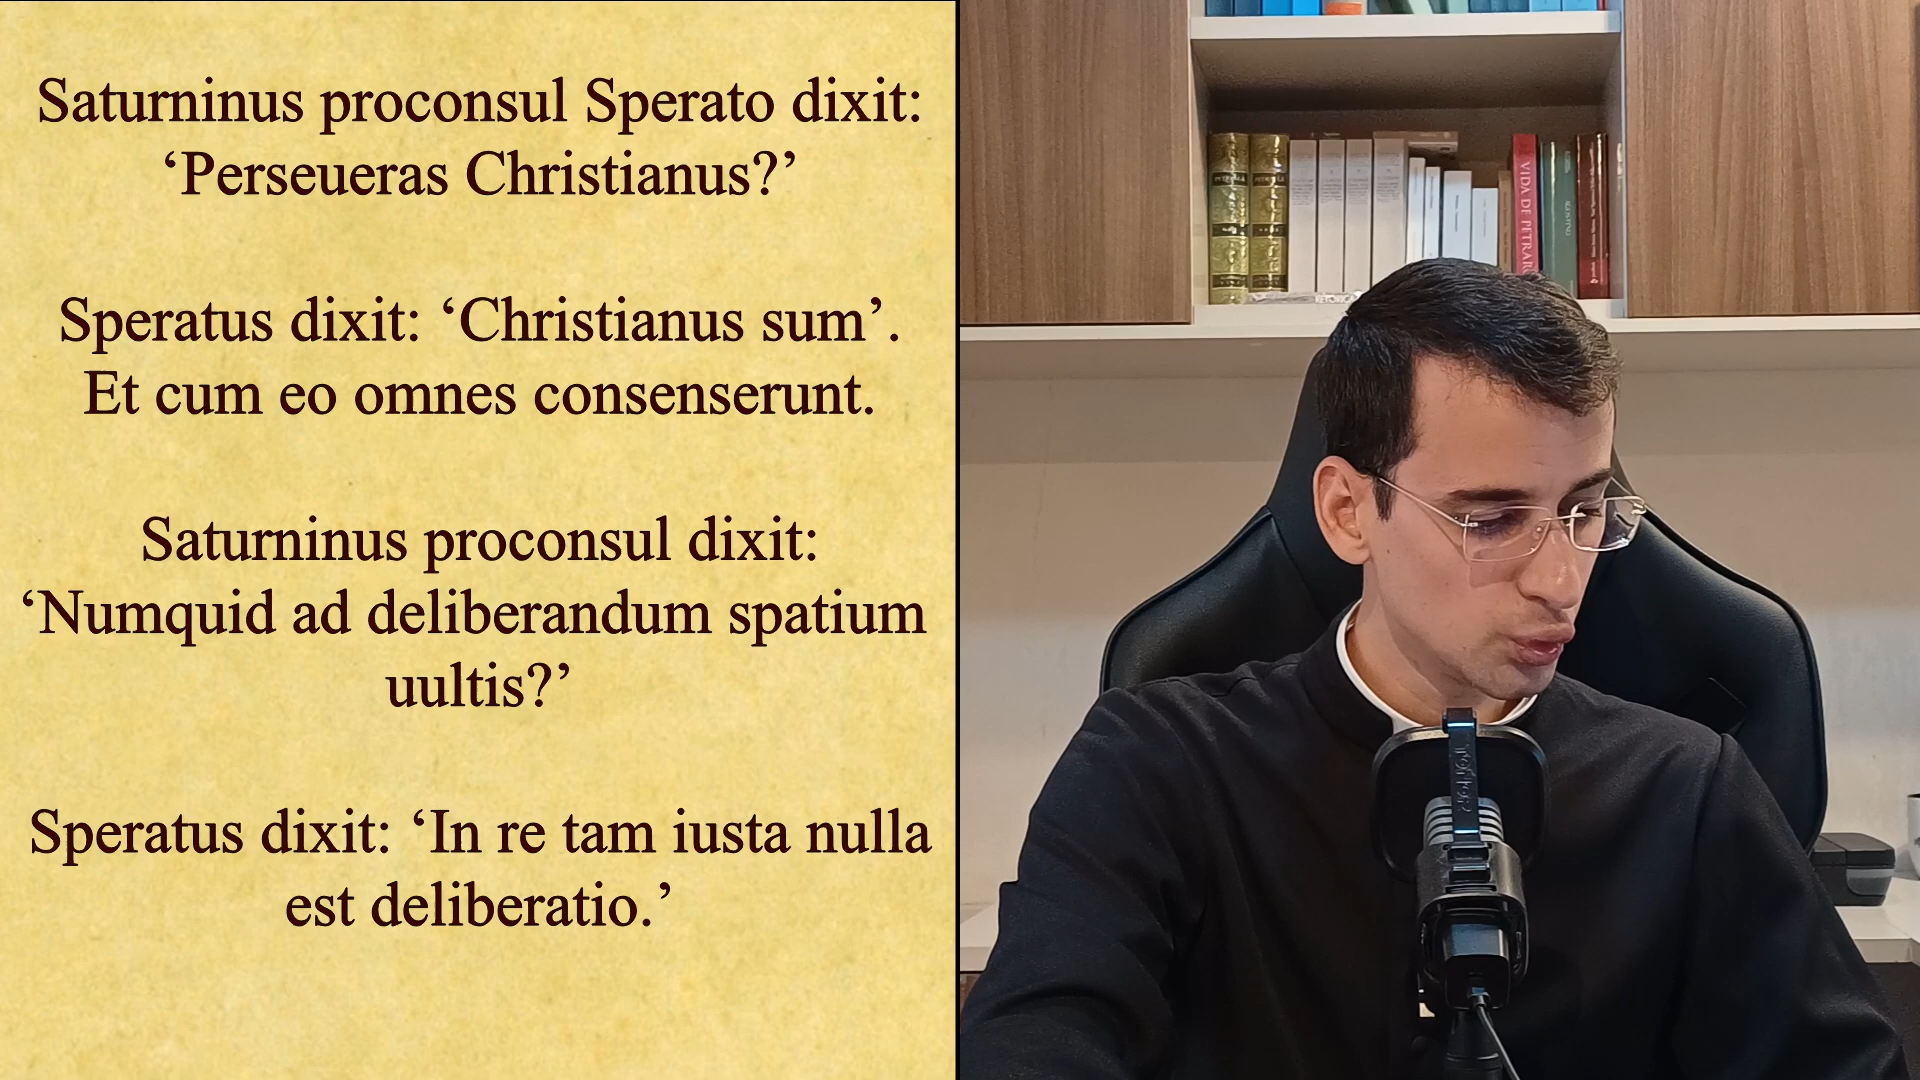 Saturninus proconsul Sperato dixit:
‘Perseueras Christianus?’
Speratus dixit: ‘Christianus sum’.
Et cum eo omnes consenserunt.
Saturninus proconsul dixit:
‘Numquid ad deliberandum spatium
uultis?’
Speratus dixit: ‘In re tam iusta nulla
est deliberatio.’
VIDA DE PETRAR